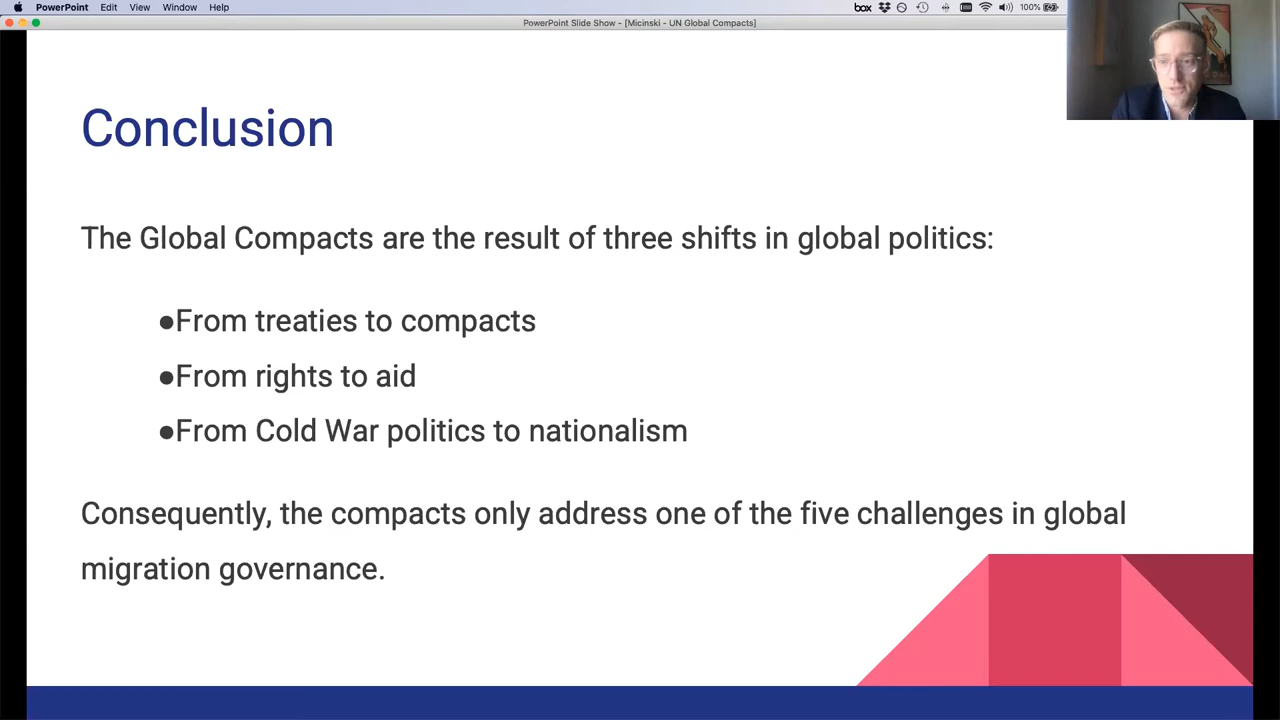 PowerPoint Edit View Window Help
box 100%
PowerPoint Slide Show - [Micinski - UN Global Compacts]
Conclusion
The Global Compacts are the result of three shifts in global politics:
●From treaties to compacts
●From rights to aid
●From Cold War politics to nationalism
Consequently, the compacts only address one of the five challenges in global
migration governance.